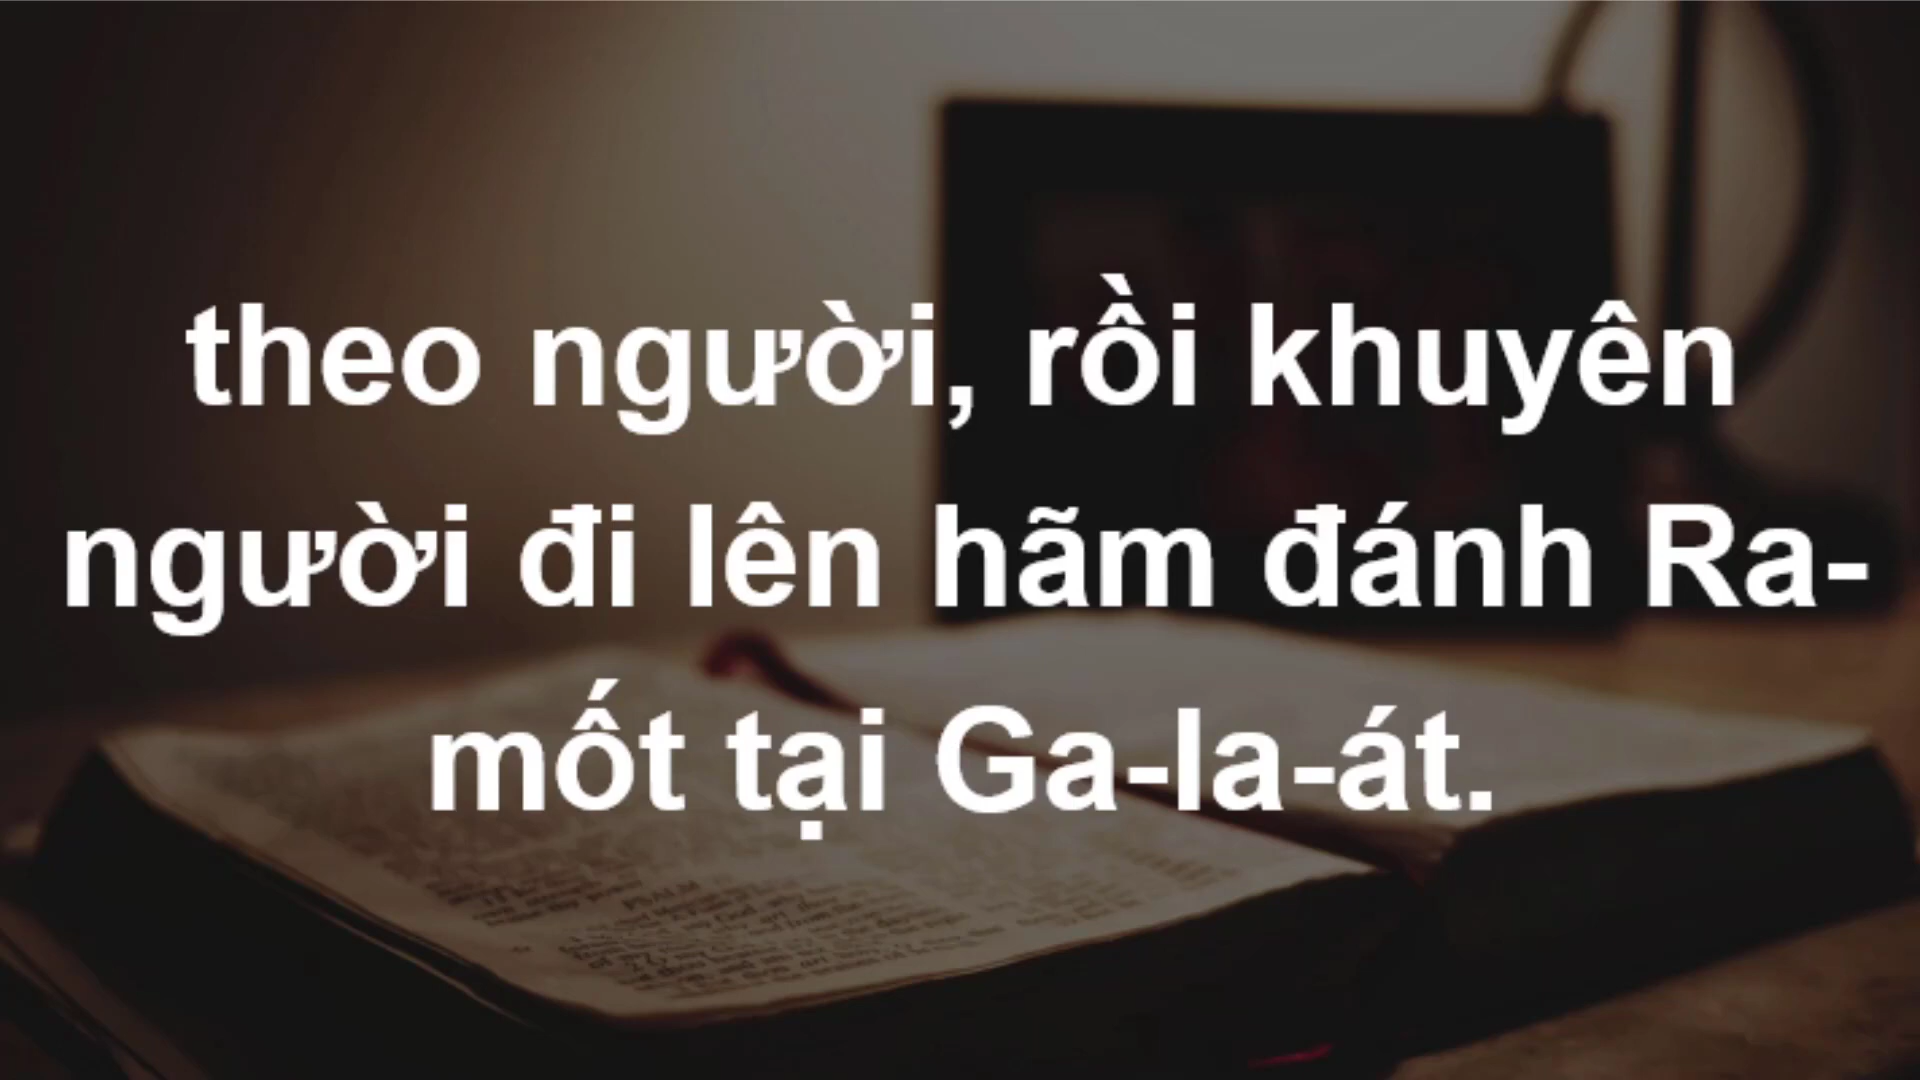 theo người, rồi khuyên
người đi lên hãm đánh Ra-
mốt tại Ga-la-át.